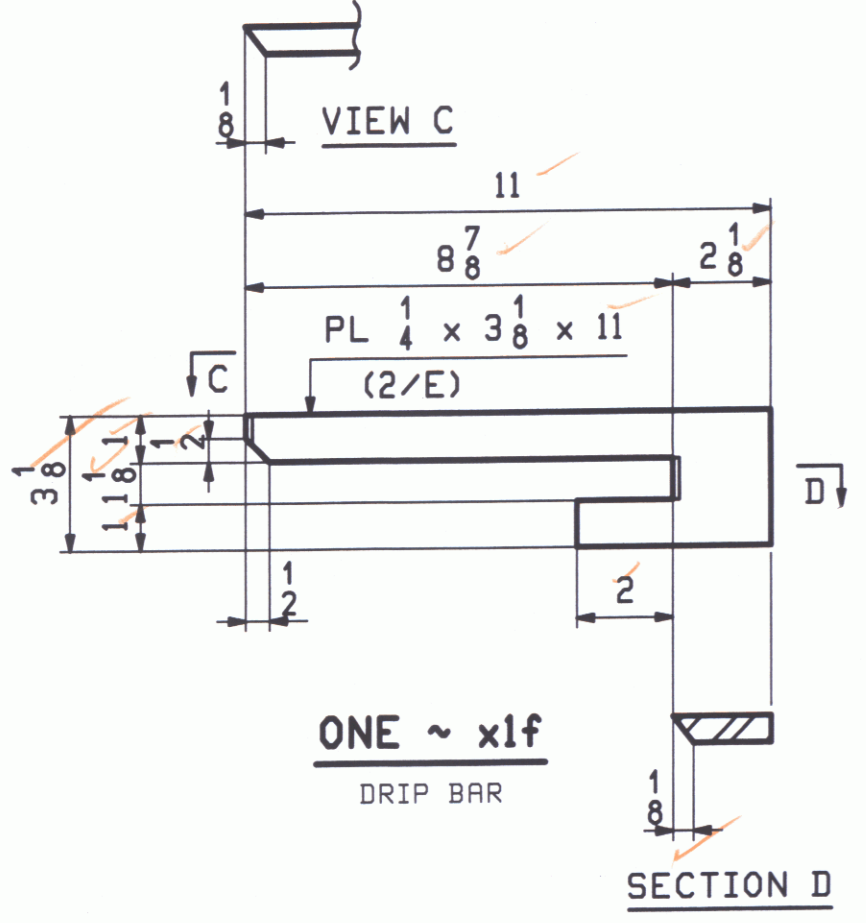 1/8
VIEW C
11
8 7/8
2 1/8
PL 1/4 x 3 1/8 x 11
(2/E)
C
3 1/8
1
1/2
1 1/8
1
D
1/2
2
ONE ~ x1f
DRIP BAR
1/8
SECTION D